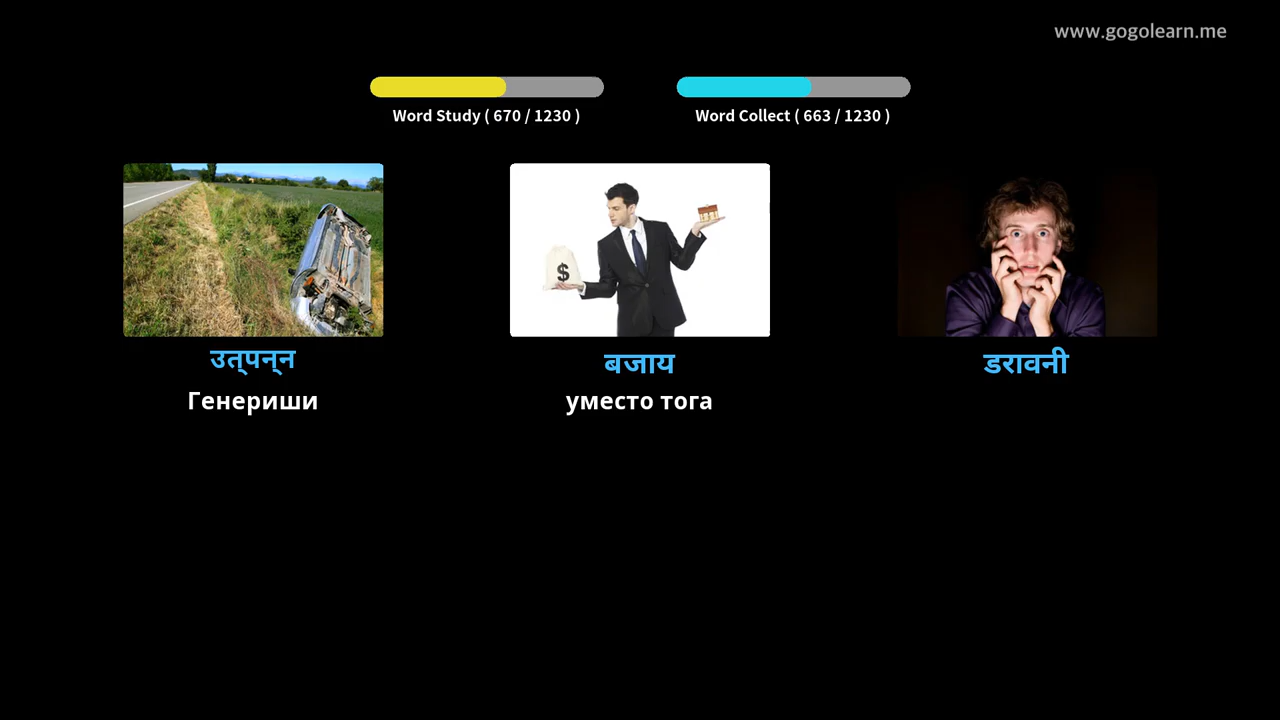 www.gogolearn.me
Word Study ( 670 / 1230 )
Word Collect ( 663 / 1230 )
$
उत्पन्न
बजाय
डरावनी
Генериши
уместо тога